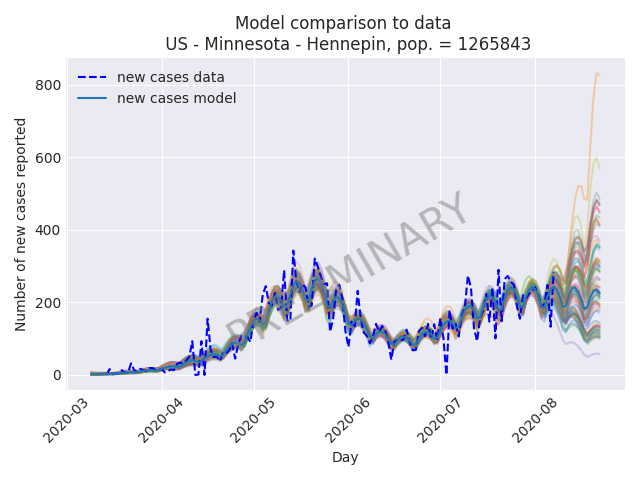 Model comparison to data
US - Minnesota - Hennepin, pop. = 1265843
new cases data
new cases model
PRELIMINARY
Number of new cases reported
800
600
400
200
0
2020-03
2020-04
2020-05
2020-06
2020-07
2020-08
Day